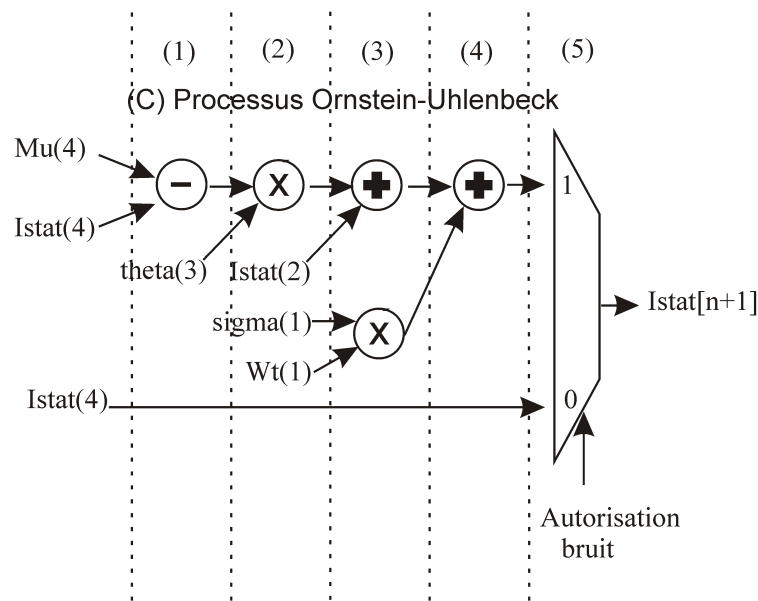 (1) (2) (3) (4) (5)
(C) Processus Ornstein-Uhlenbeck
Mu(4)
- X + + 1
Istat(4)
theta(3) Istat(2)
Istat[n+1]
sigma(1)
X
Wt(1)
Istat(4) 0
Autorisation
bruit